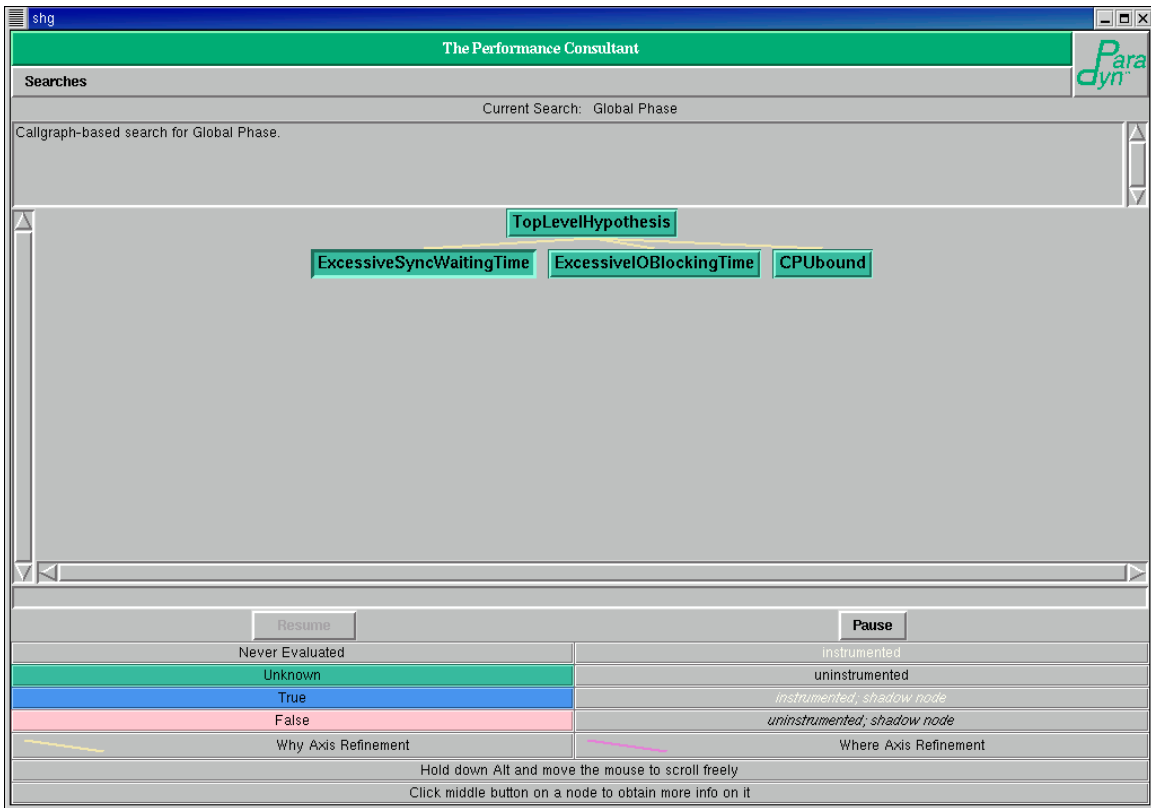 shg
The Performance Consultant
Paradyn™
Searches
Current Search: Global Phase
Callgraph-based search for Global Phase.
TopLevelHypothesis
ExcessiveSyncWaitingTime ExcessiveIOBlockingTime CPUbound
Resume Pause
Never Evaluated instrumented
Unknown uninstrumented
True instrumented; shadow node
False uninstrumented; shadow node
Why Axis Refinement Where Axis Refinement
Hold down Alt and move the mouse to scroll freely
Click middle button on a node to obtain more info on it